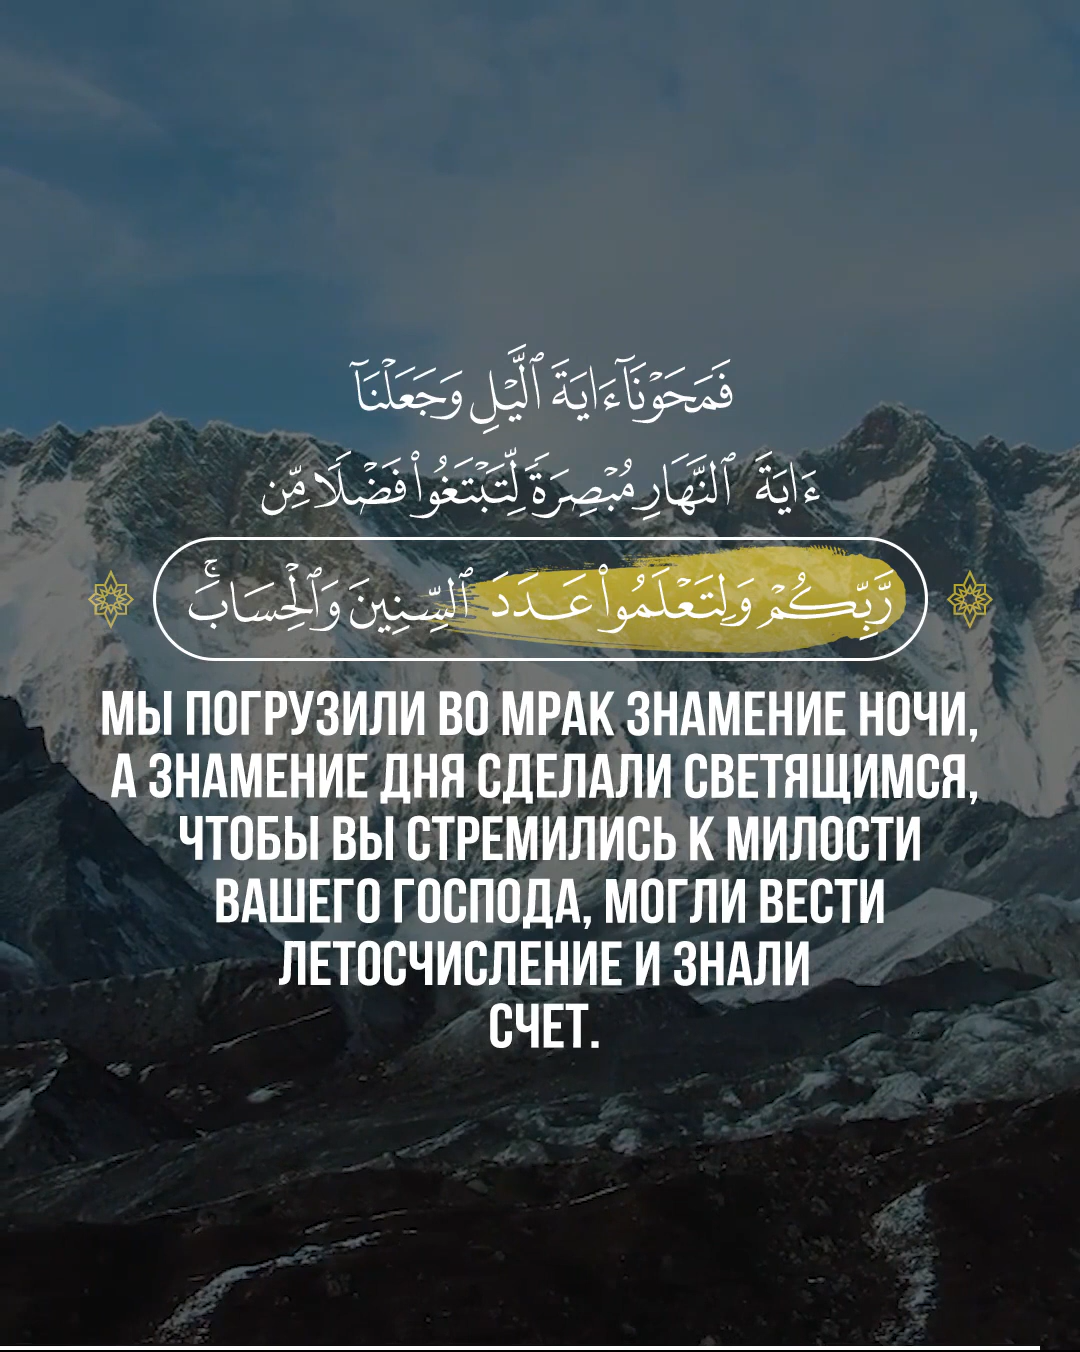 فَمَحَوْنَآ ءَايَةَ ٱلَّيْلِ وَجَعَلْنَآ
ءَايَةَ ٱلنَّهَارِ مُبْصِرَةً لِّتَبْتَغُوا۟ فَضْلًا مِّن
رَّبِّكُمْ وَلِتَعْلَمُوا۟ عَدَدَ ٱلسِّنِينَ وَٱلْحِسَابَ ۚ
МЫ ПОГРУЗИЛИ ВО МРАК ЗНАМЕНИЕ НОЧИ,
А ЗНАМЕНИЕ ДНЯ СДЕЛАЛИ СВЕТЯЩИМСЯ,
ЧТОБЫ ВЫ СТРЕМИЛИСЬ К МИЛОСТИ
ВАШЕГО ГОСПОДА, МОГЛИ ВЕСТИ
ЛЕТОСЧИСЛЕНИЕ И ЗНАЛИ
СЧЕТ.